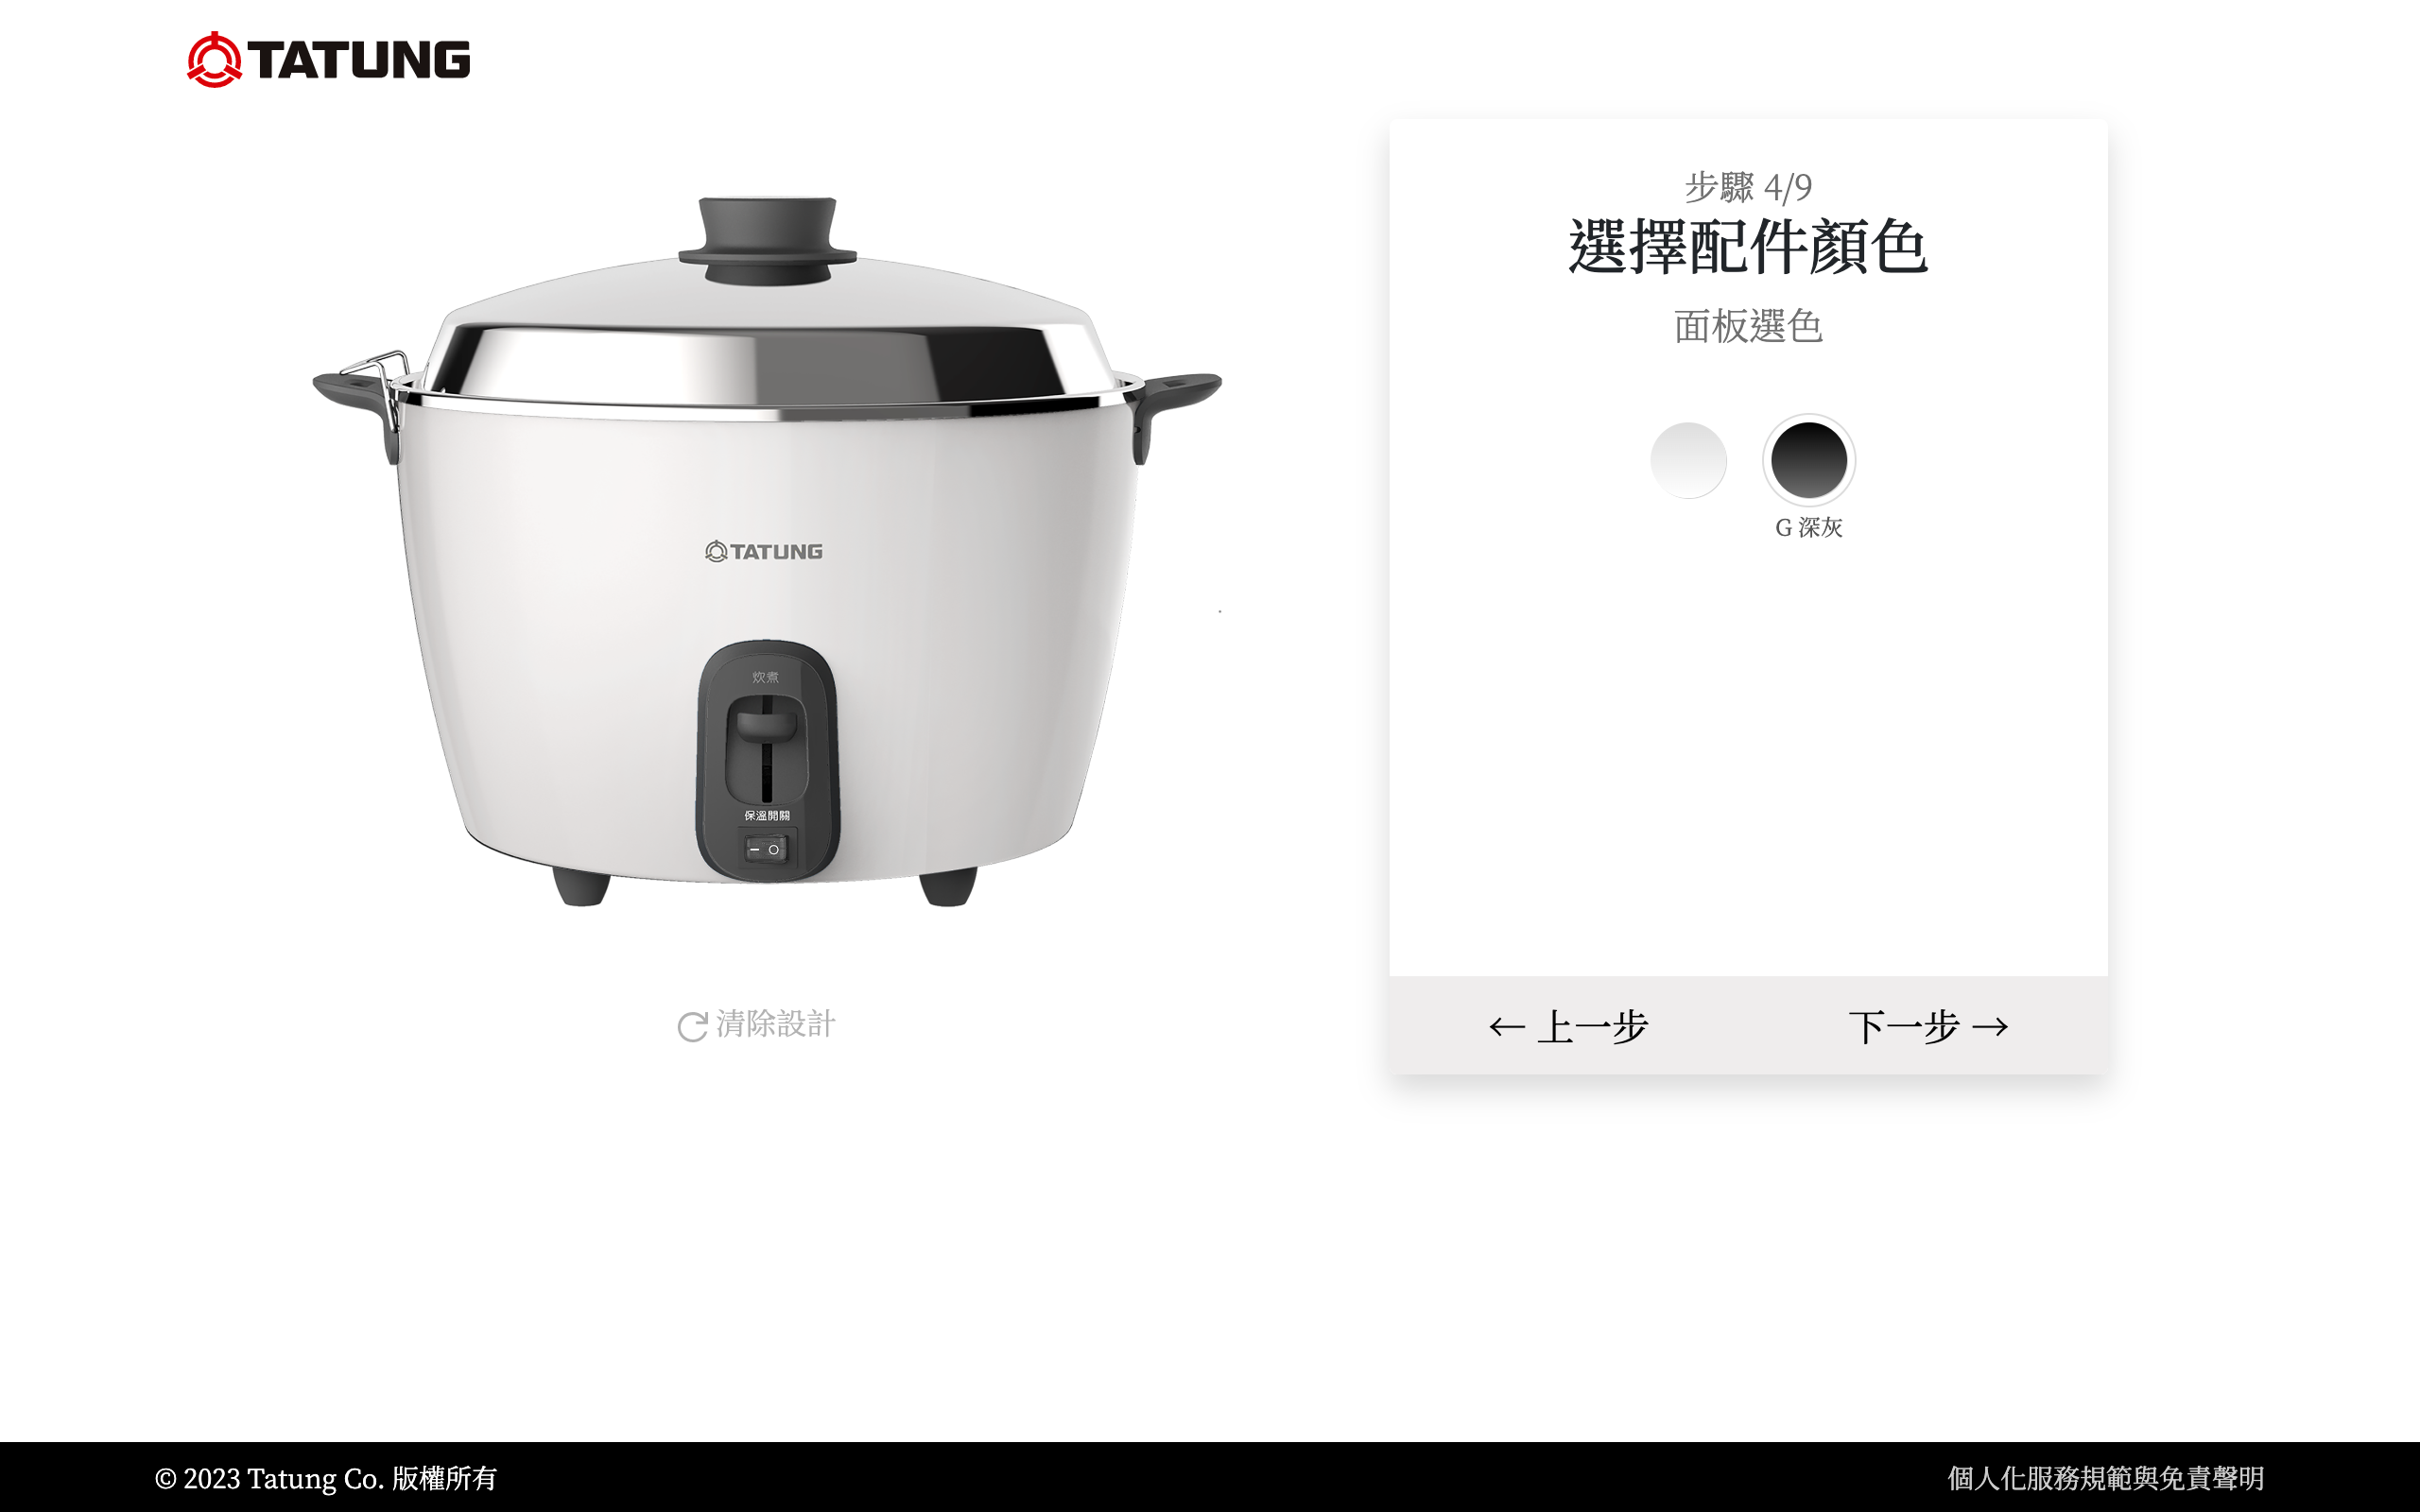 TATUNG
步驟 4/9
選擇配件顏色
面板選色
G 深灰
TATUNG
炊煮
保溫開關
清除設計
← 上一步
下一步 →
© 2023 Tatung Co. 版權所有
個人化服務規範與免責聲明